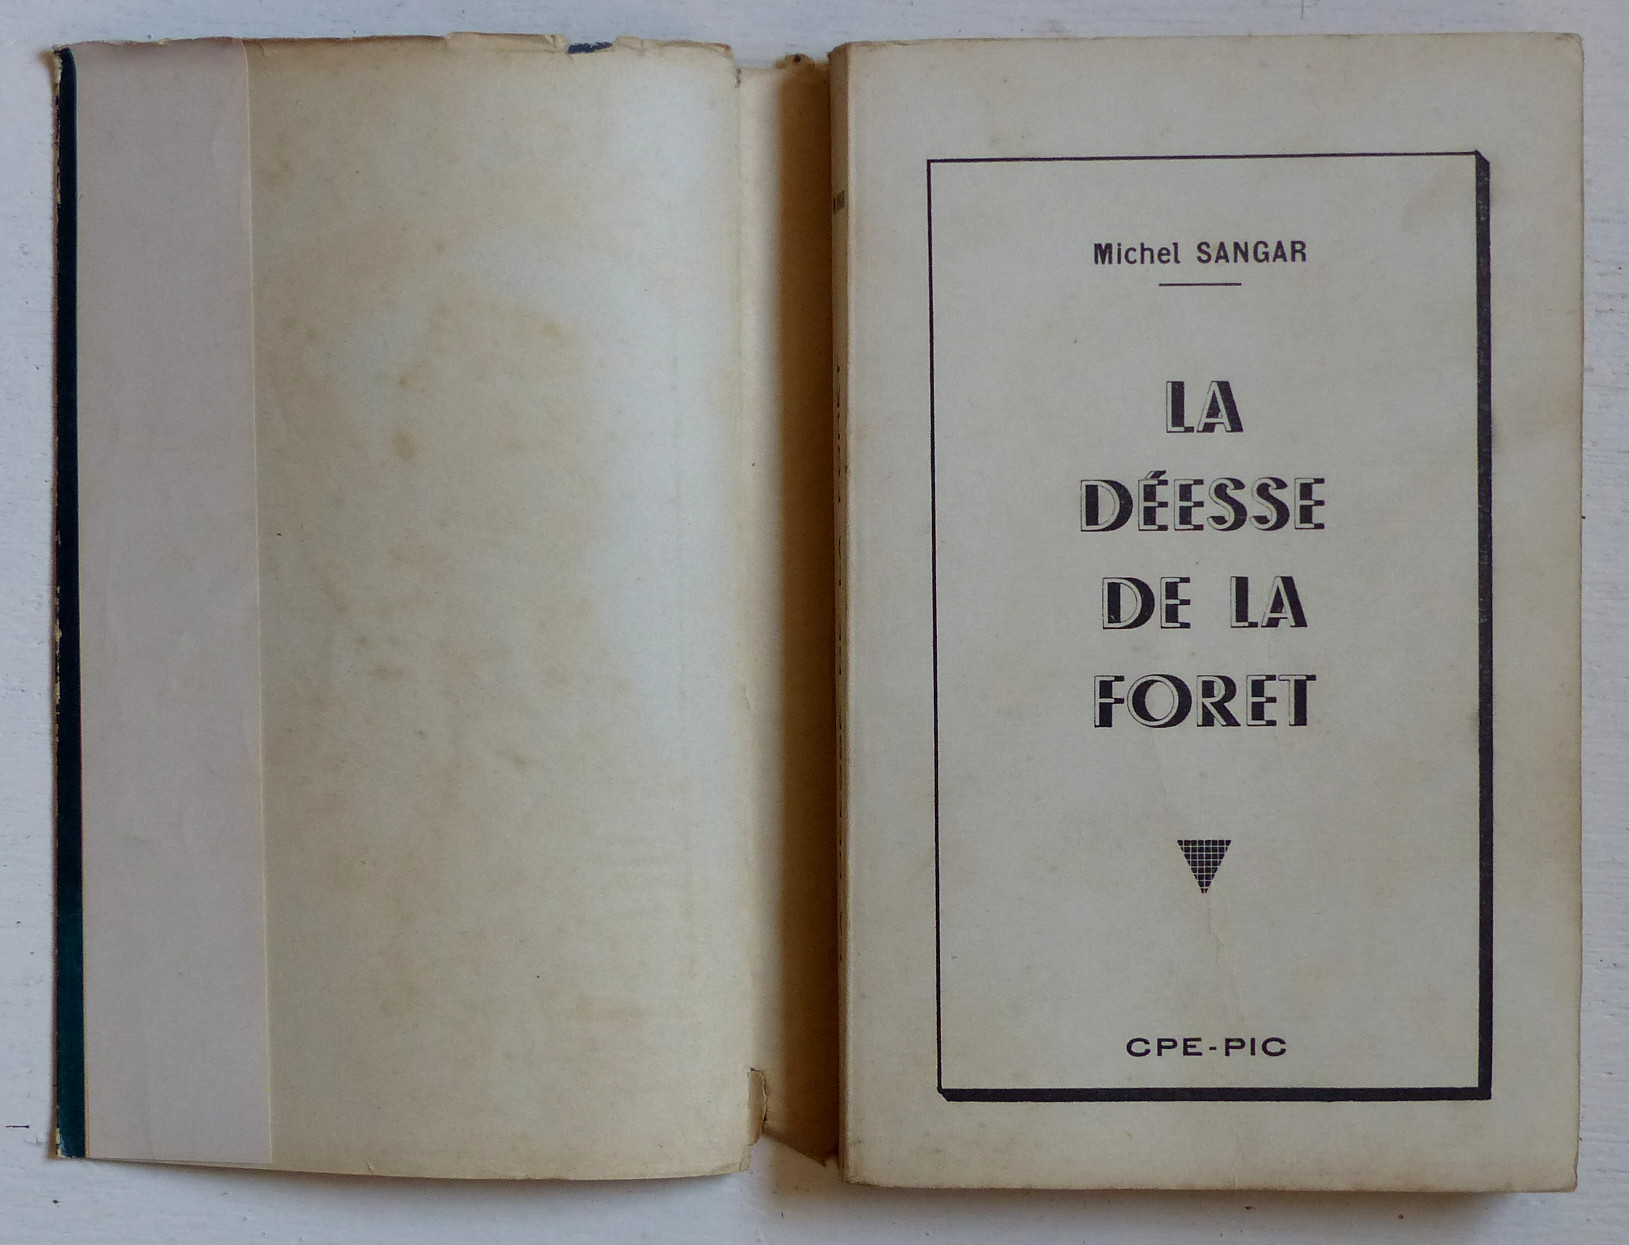 Michel SANGAR
LA
DÉESSE
DE LA
FORET
CPE-PIC